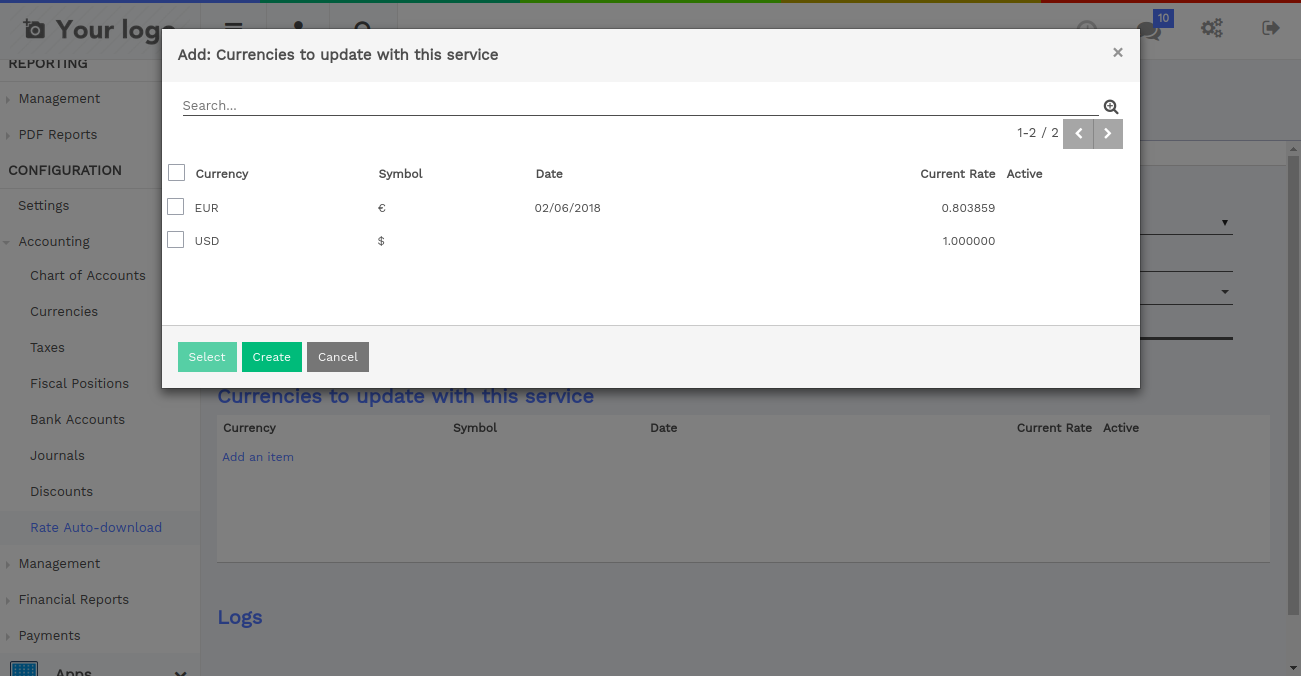 Your logo
10
Add: Currencies to update with this service
×
REPORTING
Management
PDF Reports
CONFIGURATION
Settings
Accounting
Chart of Accounts
Currencies
Taxes
Fiscal Positions
Bank Accounts
Journals
Discounts
Rate Auto-download
Management
Financial Reports
Payments
Apps
Search...
1-2 / 2
Currency Symbol Date Current Rate Active
EUR € 02/06/2018 0.803859
USD $ 1.000000
Select Create Cancel
Currencies to update with this service
Currency Symbol Date Current Rate Active
Add an item
Logs